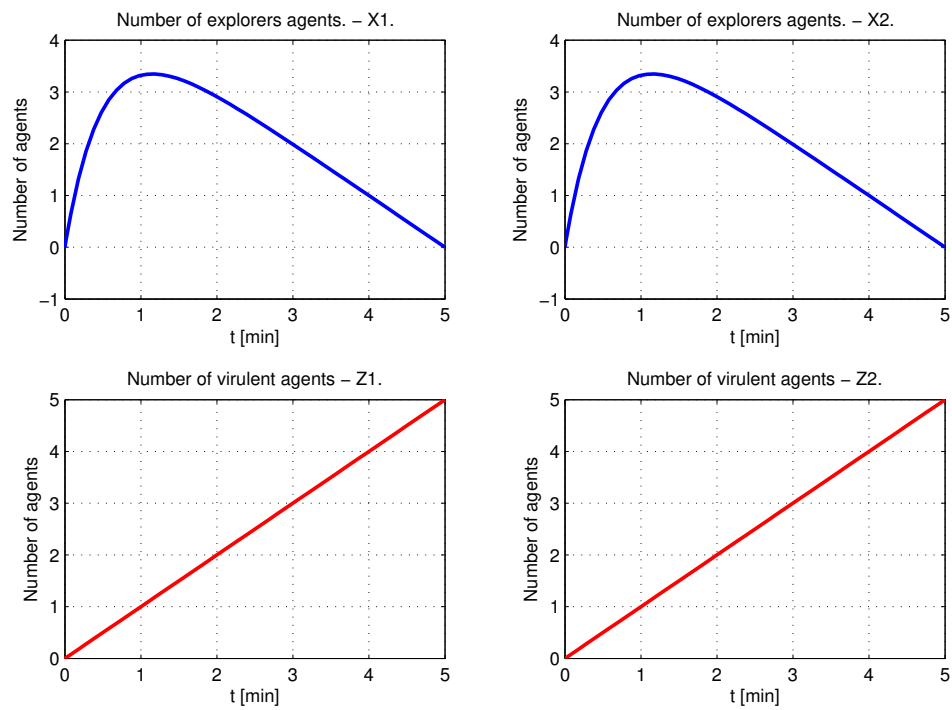 Number of explorers agents. − X1.
Number of agents
4
3
2
1
0
−1
0 1 2 3 4 5
t [min]
Number of explorers agents. − X2.
Number of agents
4
3
2
1
0
−1
0 1 2 3 4 5
t [min]
Number of virulent agents − Z1.
Number of agents
5
4
3
2
1
0
0 1 2 3 4 5
t [min]
Number of virulent agents − Z2.
Number of agents
5
4
3
2
1
0
0 1 2 3 4 5
t [min]